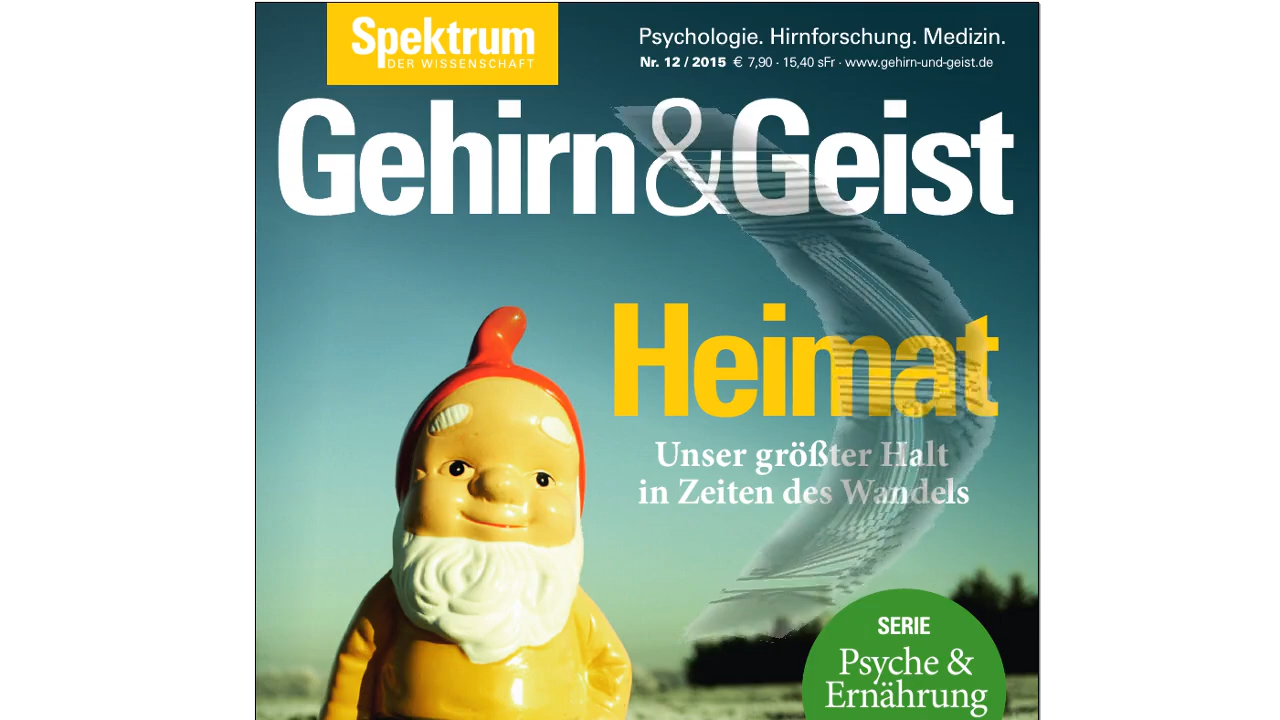 Spektrum
DER WISSENSCHAFT
Psychologie. Hirnforschung. Medizin.
Nr. 12 / 2015 € 7,90 · 15,40 sFr · www.gehirn-und-geist.de
Gehirn&Geist
Heimat
Unser größter Halt
in Zeiten des Wandels
SERIE
Psyche &
Ernährung